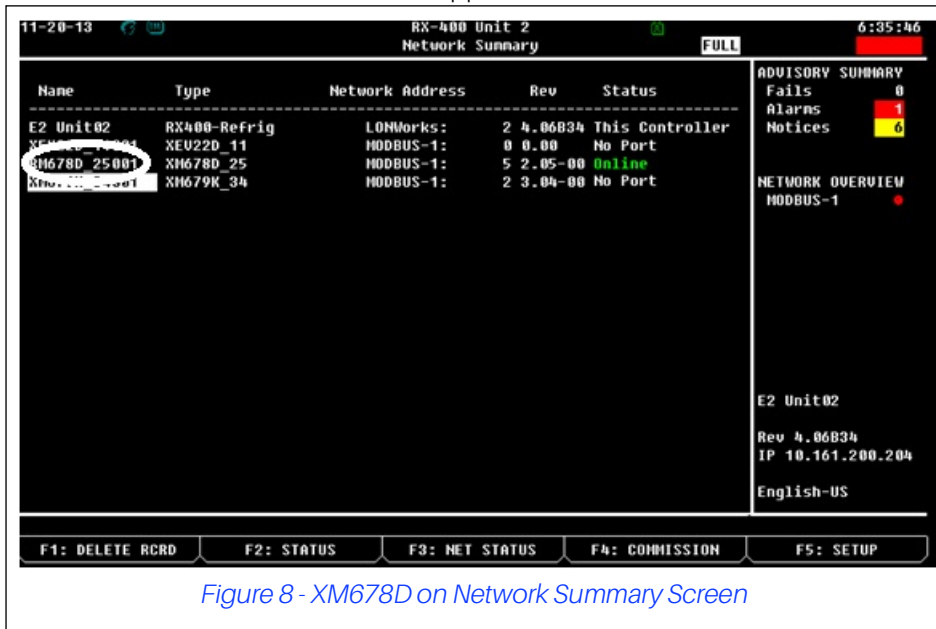 11-20-13 RX-400 Unit 2 6:35:46
Network Summary FULL
ADVISORY SUMMARY
Fails 0
Alarms 1
Notices 6
NETWORK OVERVIEW
MODBUS-1
E2 Unit02
Rev 4.06B34
IP 10.161.200.204
English-US
Name Type Network Address Rev Status
E2 Unit02 RX400-Refrig LONWorks: 2 4.06B34 This Controller
XEV22D_11 MODBUS-1: 0 0.00 No Port
XM678D_25001 XM678D_25 MODBUS-1: 5 2.05-00 Online
XM679K_34 MODBUS-1: 2 3.04-00 No Port
F1: DELETE RCRD F2: STATUS F3: NET STATUS F4: COMMISSION F5: SETUP
Figure 8 - XM678D on Network Summary Screen